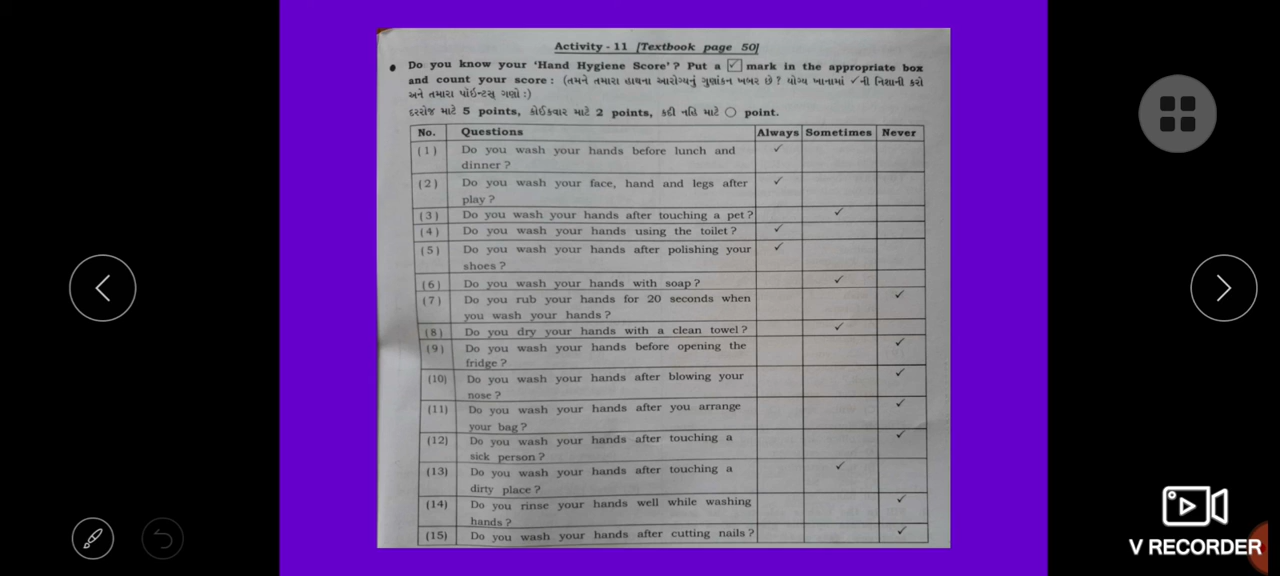 Activity - 11 [Textbook page 50]
• Do you know your 'Hand Hygiene Score' ? Put a ✓ mark in the appropriate box
and count your score : (તમને તમારા હાથના આરોગ્યનું ગુણાંકન ખબર છે ? યોગ્ય ખાનામાં ✓ની નિશાની કરો
અને તમારા પોઇન્ટ્સ ગણો :)
દરરોજ માટે 5 points, કોઈકવાર માટે 2 points, કદી નહિ માટે ○ point.
No. Questions Always Sometimes Never
(1) Do you wash your hands before lunch and ✓
dinner ?
(2) Do you wash your face, hand and legs after ✓
play ?
(3) Do you wash your hands after touching a pet ? ✓
(4) Do you wash your hands using the toilet ? ✓
(5) Do you wash your hands after polishing your ✓
shoes ?
(6) Do you wash your hands with soap ? ✓
(7) Do you rub your hands for 20 seconds when ✓
you wash your hands ?
(8) Do you dry your hands with a clean towel ? ✓
(9) Do you wash your hands before opening the ✓
fridge ?
(10) Do you wash your hands after blowing your ✓
nose ?
(11) Do you wash your hands after you arrange ✓
your bag ?
(12) Do you wash your hands after touching a ✓
sick person ?
(13) Do you wash your hands after touching a ✓
dirty place ?
(14) Do you rinse your hands well while washing ✓
hands ?
(15) Do you wash your hands after cutting nails ? ✓
V RECORDER